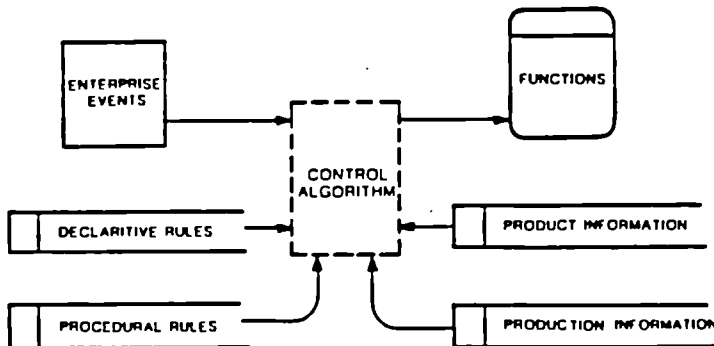 ENTERPRISE
EVENTS
FUNCTIONS
CONTROL
ALGORITHM
DECLARITIVE RULES
PRODUCT INFORMATION
PROCEDURAL RULES
PRODUCTION INFORMATION